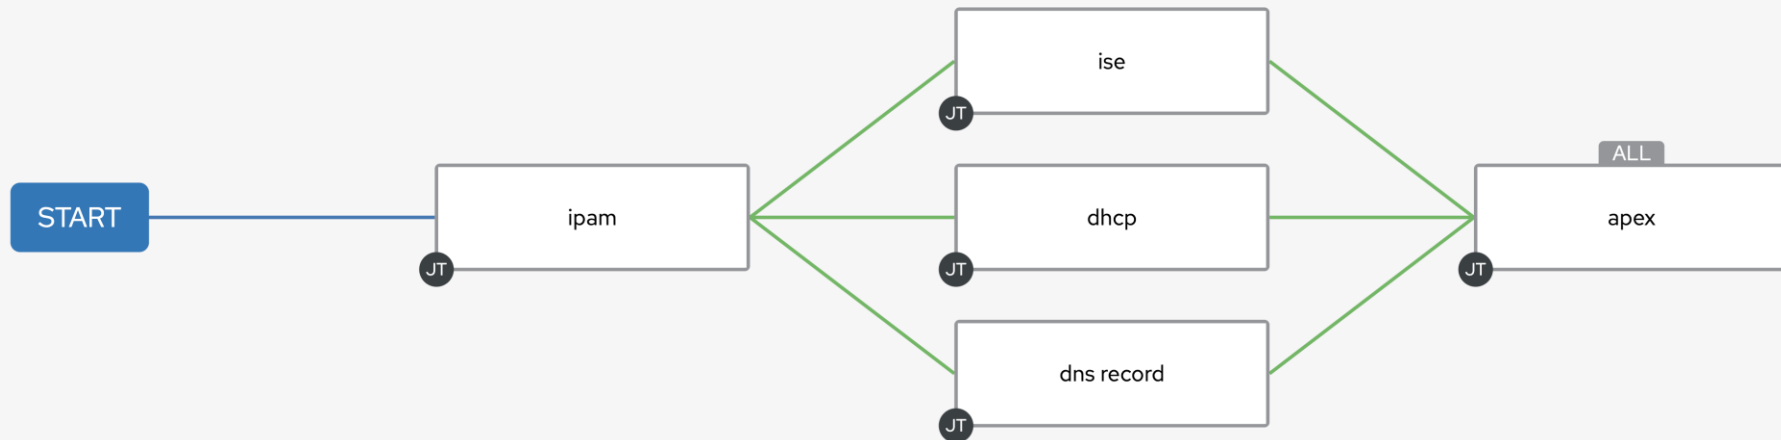 START
ipam
JT
ise
JT
dhcp
JT
dns record
JT
ALL
apex
JT